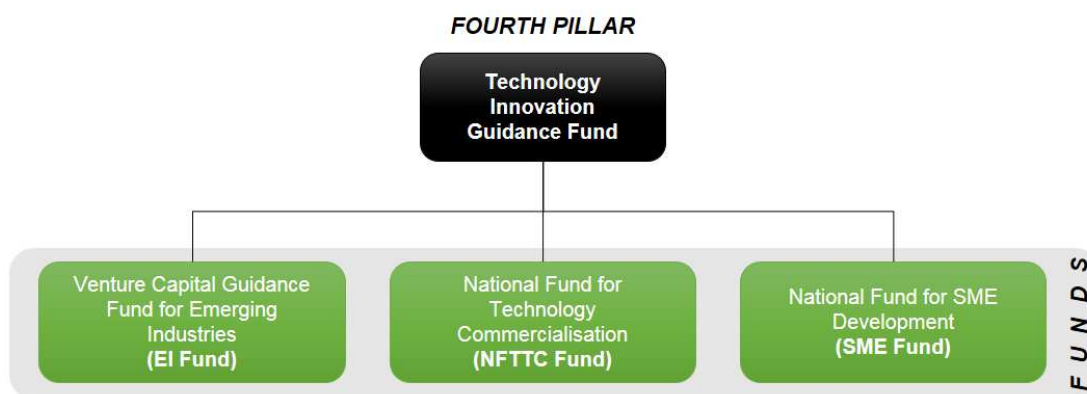 FOURTH PILLAR
Technology
Innovation
Guidance Fund
Venture Capital Guidance
Fund for Emerging
Industries
(EI Fund)
National Fund for
Technology
Commercialisation
(NFTTC Fund)
National Fund for SME
Development
(SME Fund)
FUNDS